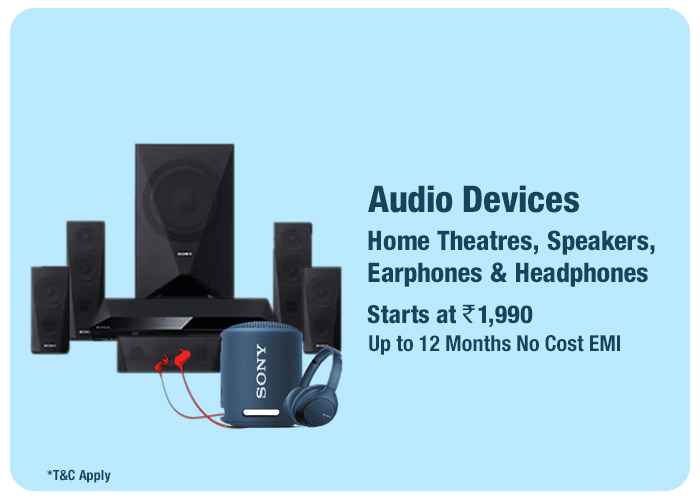 Audio Devices
Home Theatres, Speakers,
Earphones & Headphones
Starts at ₹1,990
Up to 12 Months No Cost EMI
SONY
SONY
*T&C Apply